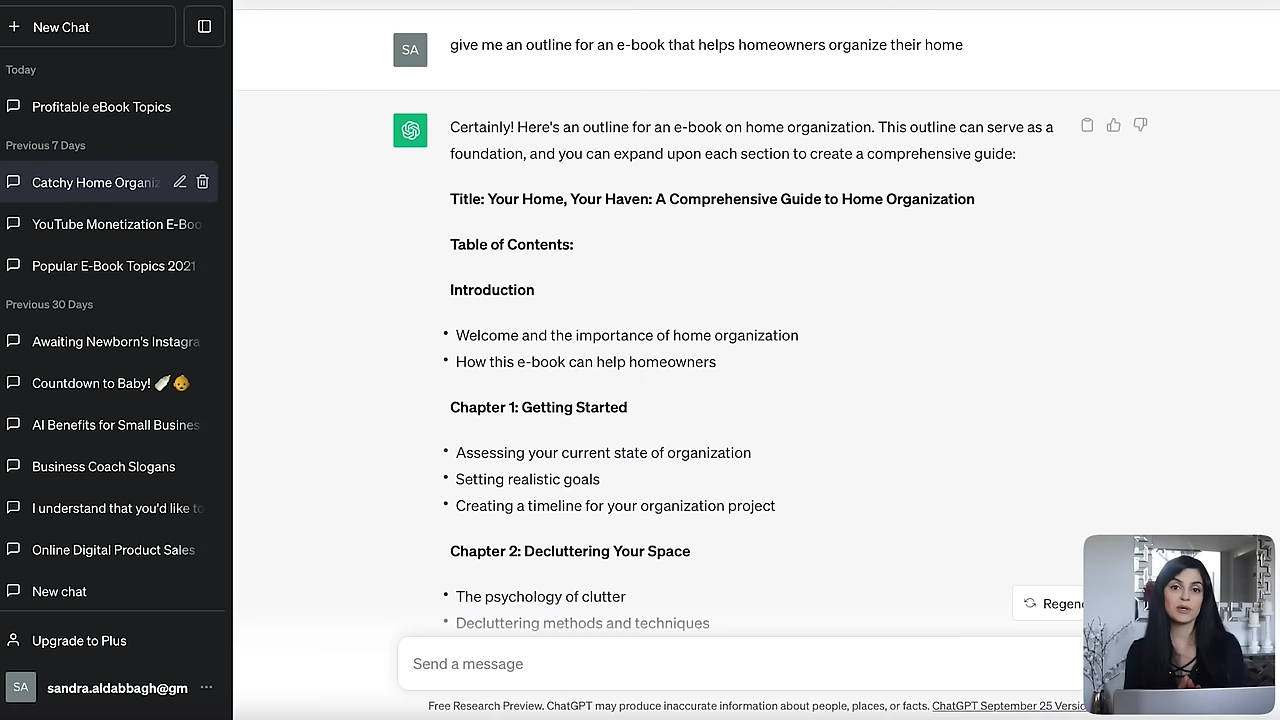 New Chat
Today
Profitable eBook Topics
Previous 7 Days
Catchy Home Organiz
YouTube Monetization E-Boo
Popular E-Book Topics 2021
Previous 30 Days
Awaiting Newborn's Instagra
Countdown to Baby! 🍼👶
AI Benefits for Small Busines
Business Coach Slogans
I understand that you'd like to
Online Digital Product Sales
New chat
Upgrade to Plus
SA sandra.aldabbagh@gm
SA give me an outline for an e-book that helps homeowners organize their home
Certainly! Here's an outline for an e-book on home organization. This outline can serve as a
foundation, and you can expand upon each section to create a comprehensive guide:
Title: Your Home, Your Haven: A Comprehensive Guide to Home Organization
Table of Contents:
Introduction
• Welcome and the importance of home organization
• How this e-book can help homeowners
Chapter 1: Getting Started
• Assessing your current state of organization
• Setting realistic goals
• Creating a timeline for your organization project
Chapter 2: Decluttering Your Space
• The psychology of clutter
• Decluttering methods and techniques
Regen
Send a message
Free Research Preview. ChatGPT may produce inaccurate information about people, places, or facts. ChatGPT September 25 Versio